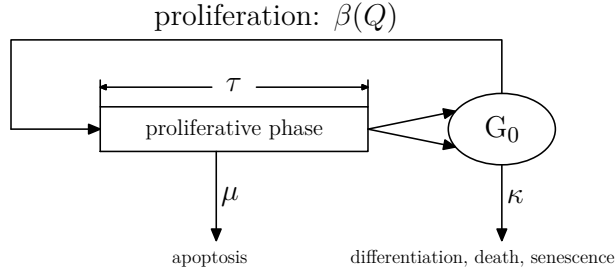 proliferation: β(Q)
τ
proliferative phase
G₀
μ
κ
apoptosis
differentiation, death, senescence